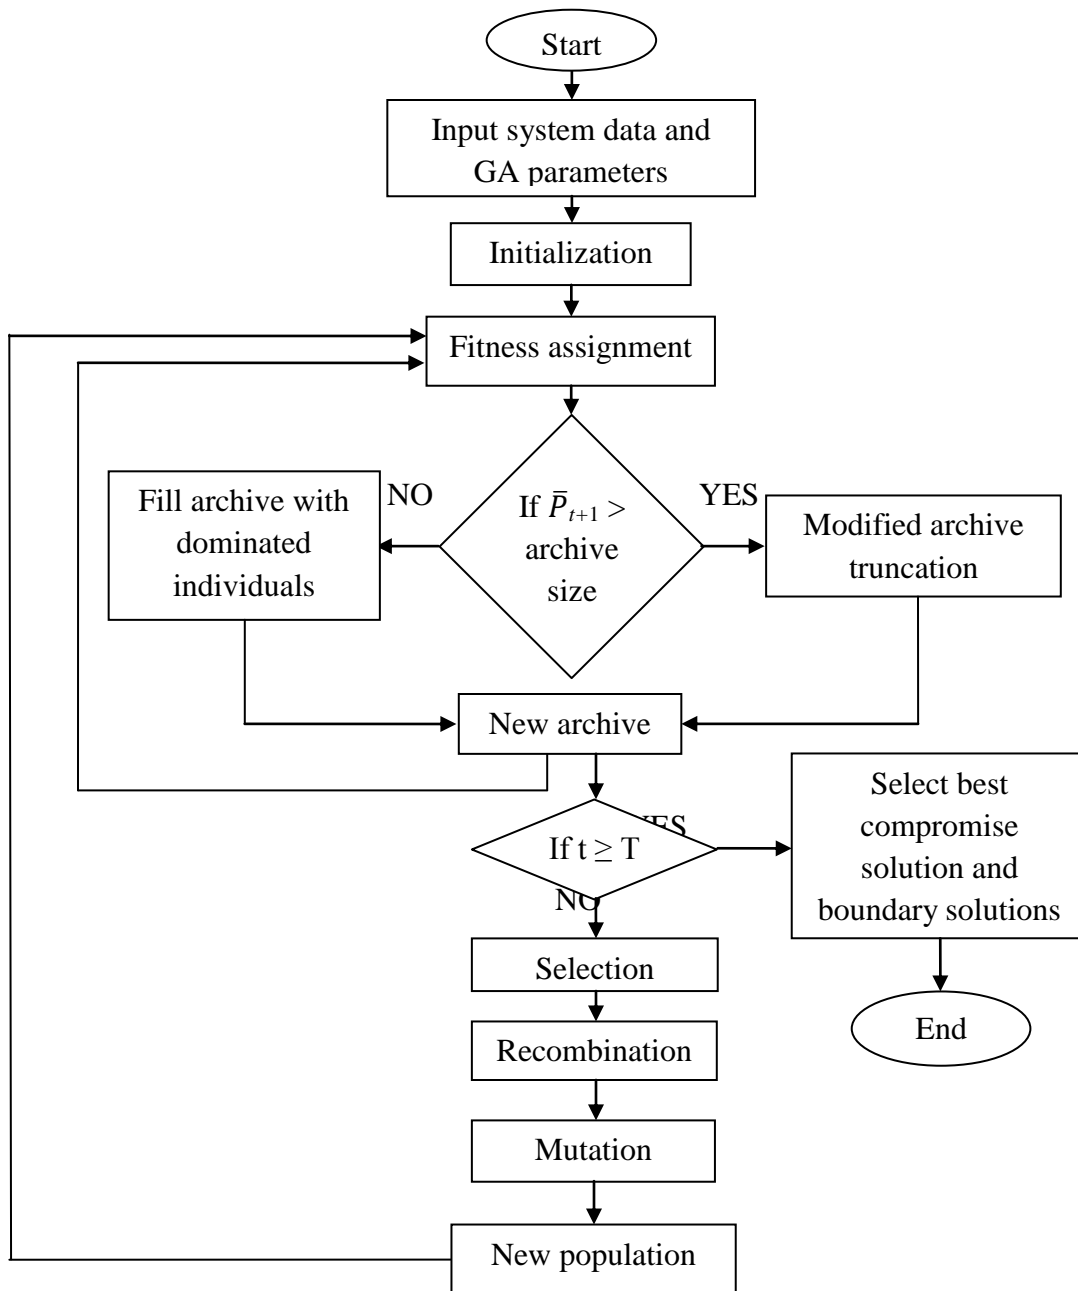 Start
Input system data and
GA parameters
Initialization
Fitness assignment
Fill archive with
dominated
individuals
NO
If P̄ₜ₊₁ >
archive
size
YES
Modified archive
truncation
New archive
If t ≥ T
YES
NO
Select best
compromise
solution and
boundary solutions
End
Selection
Recombination
Mutation
New population